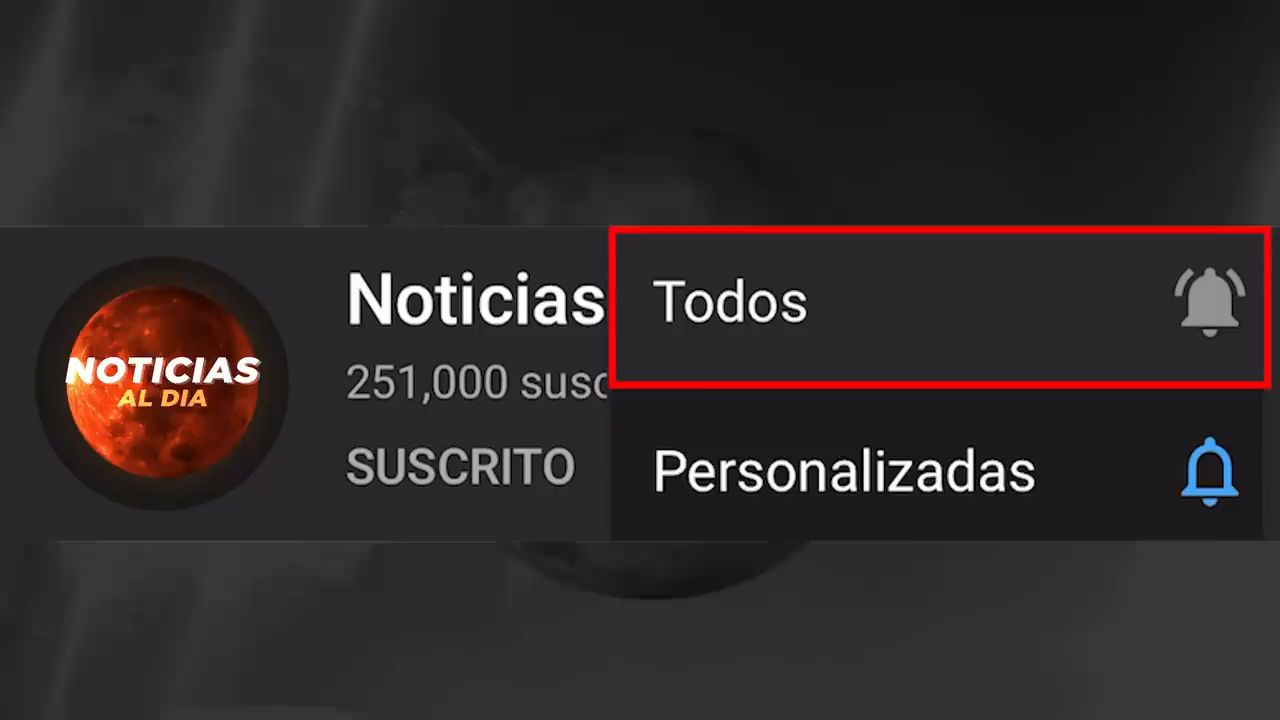 NOTICIAS
AL DIA
Noticias
251,000 susc
SUSCRITO
Todos
Personalizadas